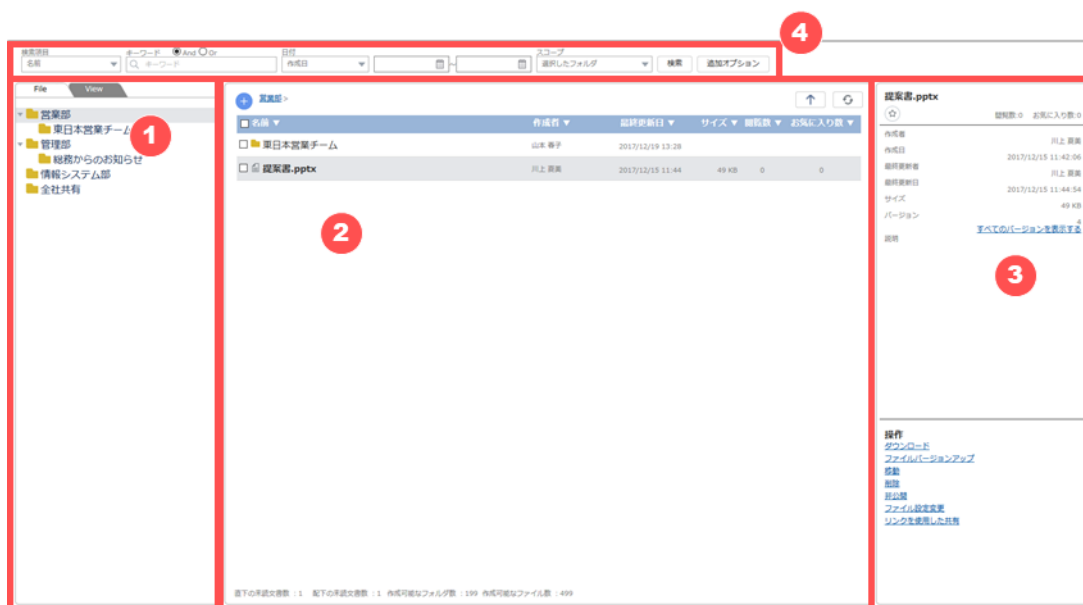 4
検索項目 キーワード And Or 日付 スコープ
名前 キーワード 作成日 ~ 選択したフォルダ 検索 追加オプション
File View
営業部
東日本営業チーム
管理部
総務からのお知らせ
情報システム部
全社共有
1
営業部 >
名前 作成者 最終更新日 サイズ 閲覧数 お気に入り数
東日本営業チーム 山本 春子 2017/12/19 13:28
提案書.pptx 川上 夏美 2017/12/15 11:44 49 KB 0 0
2
直下の未読文書数 : 1 配下の未読文書数 : 1 作成可能なフォルダ数 : 199 作成可能なファイル数 : 499
提案書.pptx
閲覧数:0 お気に入り数:0
作成者 川上 夏美
作成日 2017/12/15 11:42:06
最終更新者 川上 夏美
最終更新日 2017/12/15 11:44:54
サイズ 49 KB
バージョン 4
すべてのバージョンを表示する
説明
3
操作
ダウンロード
ファイルバージョンアップ
移動
削除
非公開
ファイル設定変更
リンクを使用した共有